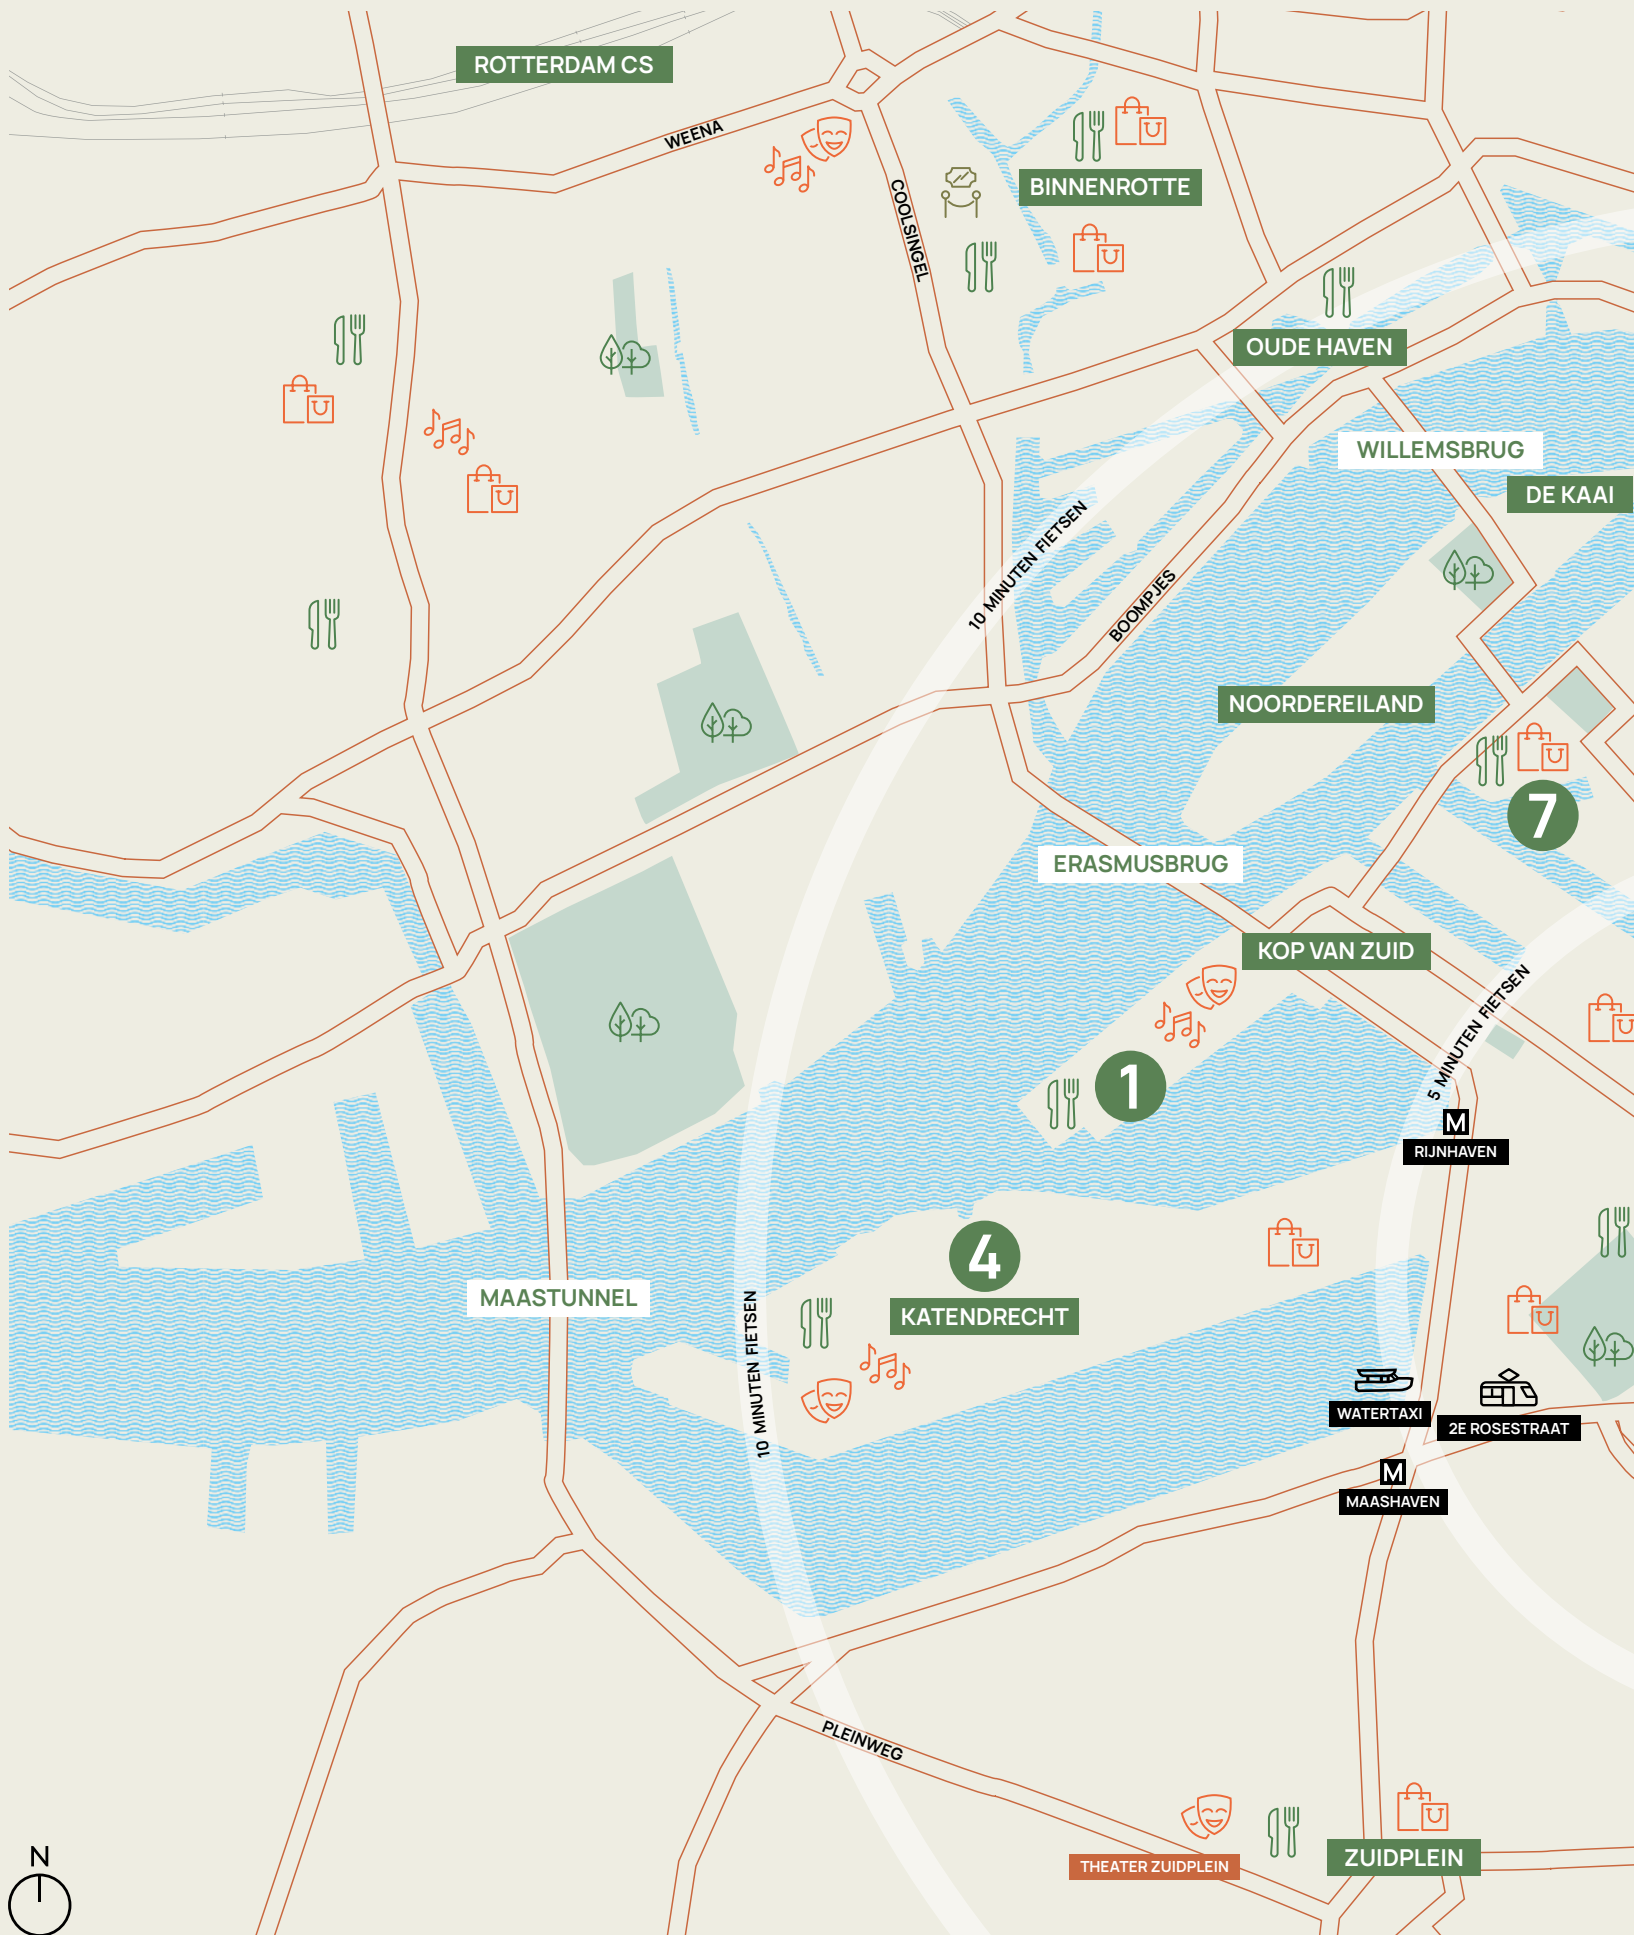 ROTTERDAM CS
WEENA
COOLSINGEL
BINNENROTTE
OUDE HAVEN
WILLEMSBRUG
DE KAAI
10 MINUTEN FIETSEN
BOOMPJES
NOORDEREILAND
7
ERASMUSBRUG
KOP VAN ZUID
5 MINUTEN FIETSEN
1
M
RIJNHAVEN
4
KATENDRECHT
MAASTUNNEL
10 MINUTEN FIETSEN
WATERTAXI
2E ROSESTRAAT
M
MAASHAVEN
PLEINWEG
THEATER ZUIDPLEIN
ZUIDPLEIN
N